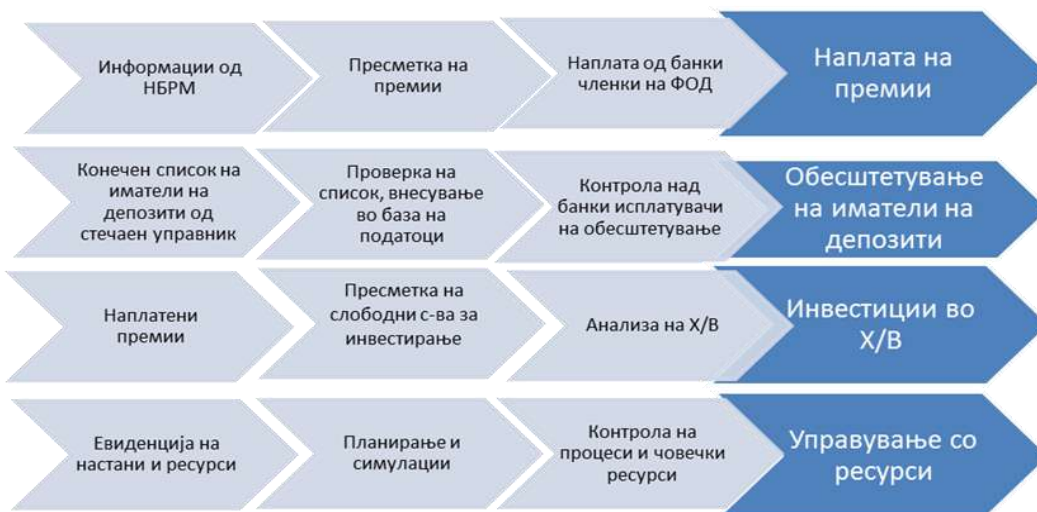 Информации од
НБРМ
Пресметка на
премии
Наплата од банки
членки на ФОД
Наплата на
премии
Конечен список на
иматели на
депозити од
стечаен управник
Проверка на
список, внесување
во база на
податоци
Контрола над
банки исплатувачи
на обесштетување
Обесштетување
на иматели на
депозити
Наплатени
премии
Пресметка на
слободни с-ва за
инвестирање
Анализа на Х/В
Инвестиции во
Х/В
Евиденција на
настани и ресурси
Планирање и
симулации
Контрола на
процеси и човечки
ресурси
Управување со
ресурси